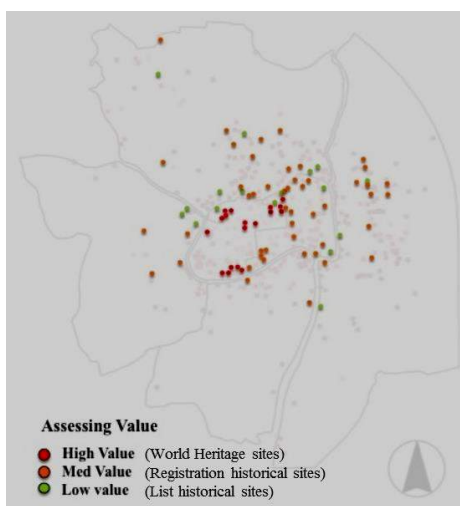 Assessing Value
High Value (World Heritage sites)
Med Value (Registration historical sites)
Low value (List historical sites)